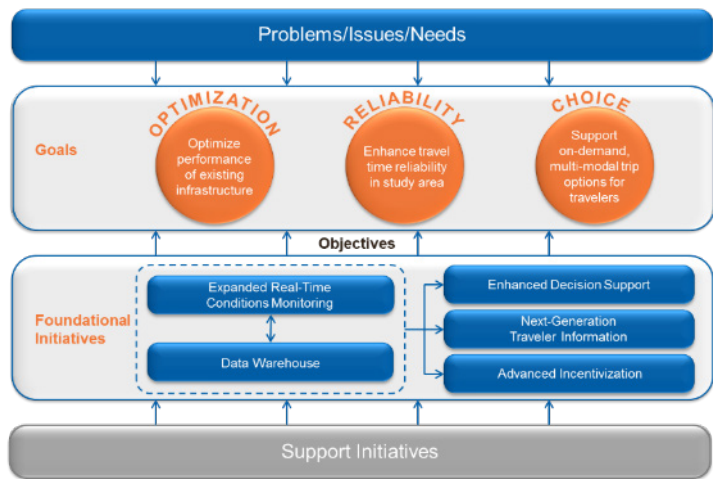 Problems/Issues/Needs
Goals
OPTIMIZATION
Optimize
performance
of existing
infrastructure
RELIABILITY
Enhance travel
time reliability
in study area
CHOICE
Support
on-demand,
multi-modal trip
options for
travelers
Objectives
Foundational
Initiatives
Expanded Real-Time
Conditions Monitoring
Data Warehouse
Enhanced Decision Support
Next-Generation
Traveler Information
Advanced Incentivization
Support Initiatives